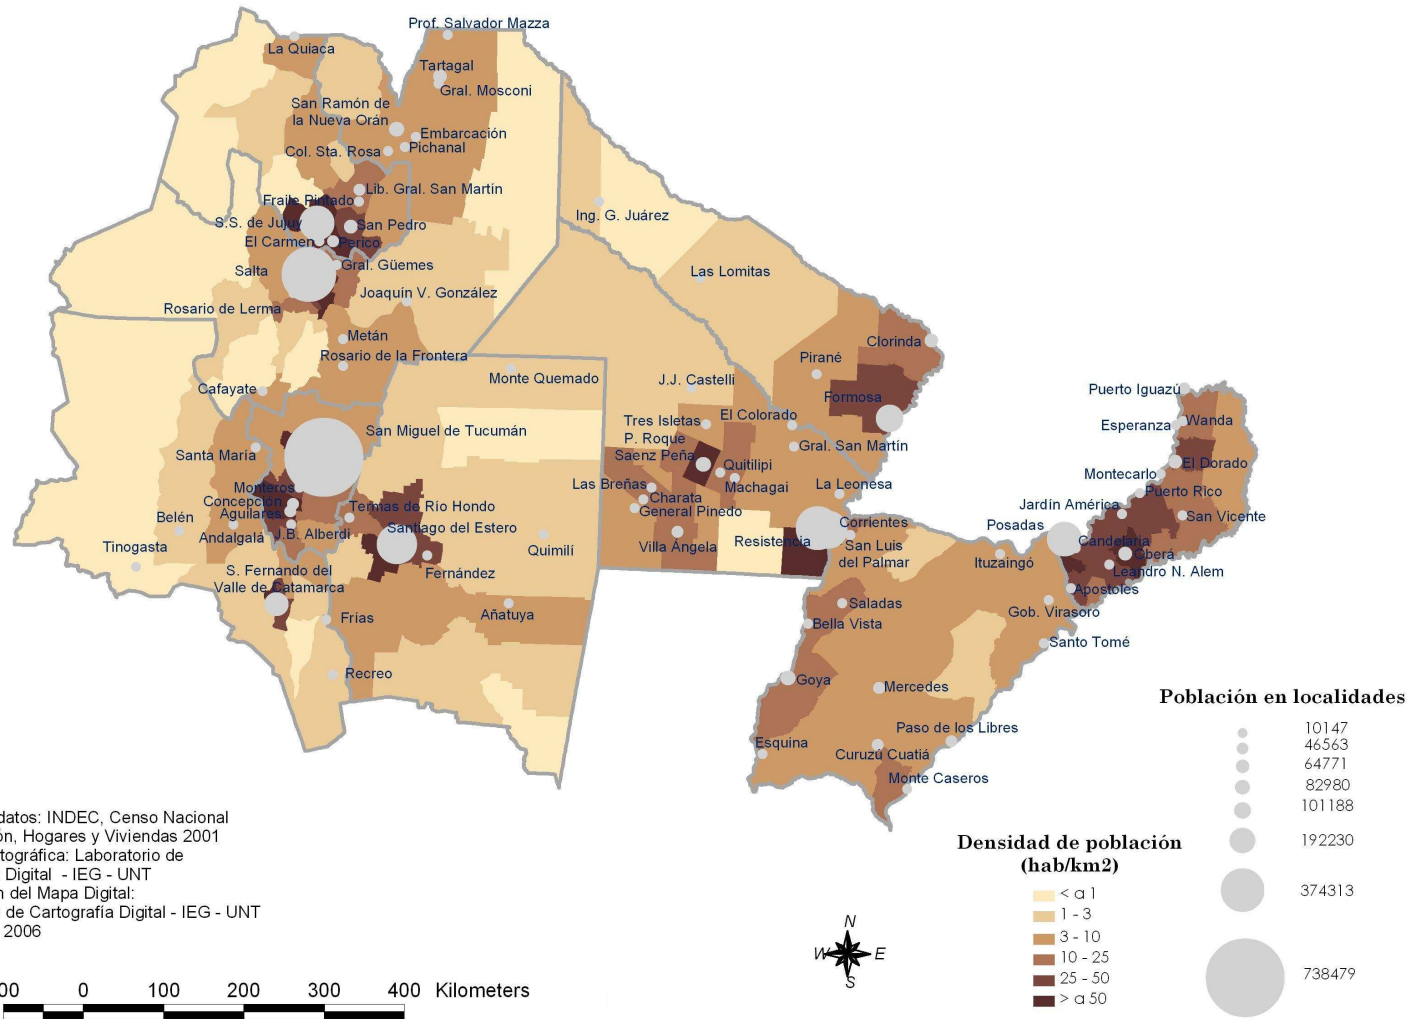 Prof. Salvador Mazza
La Quiaca
Tartagal
Gral. Mosconi
San Ramón de
la Nueva Orán
Embarcación
Col. Sta. Rosa
Pichanal
Lib. Gral. San Martín
Fraile Pintado
S.S. de Jujuy
San Pedro
El Carmen
Perico
Salta
Gral. Güemes
Joaquín V. González
Rosario de Lerma
Metán
Rosario de la Frontera
Cafayate
Ing. G. Juárez
Las Lomitas
Clorinda
Pirané
Formosa
Monte Quemado
J.J. Castelli
Tres Isletas
El Colorado
P. Roque
Saenz Peña
Gral. San Martín
Quitilipi
Machagai
La Leonesa
Las Breñas
Charata
General Pinedo
Villa Ángela
Resistencia
Corrientes
San Luis
del Palmar
San Miguel de Tucumán
Santa María
Monteros
Concepción
Aguilares
J.B. Alberdi
Termas de Río Hondo
Santiago del Estero
Belén
Andalgalá
Tinogasta
Fernández
Quimilí
S. Fernando del
Valle de Catamarca
Frías
Añatuya
Recreo
Puerto Iguazú
Esperanza
Wanda
El Dorado
Montecarlo
Puerto Rico
Jardín América
San Vicente
Posadas
Candelaria
Oberá
Leandro N. Alem
Apostoles
Ituzaingó
Gob. Virasoro
Santo Tomé
Saladas
Bella Vista
Goya
Mercedes
Paso de los Libres
Esquina
Curuzú Cuatiá
Monte Caseros
Población en localidades
10147
46563
64771
82980
101188
192230
374313
738479
Densidad de población
(hab/km2)
< a 1
1 - 3
3 - 10
10 - 25
25 - 50
> a 50
N
W
E
S
datos: INDEC, Censo Nacional
ón, Hogares y Viviendas 2001
tográfica: Laboratorio de
Digital - IEG - UNT
n del Mapa Digital:
de Cartografía Digital - IEG - UNT
2006
00 0 100 200 300 400 Kilometers